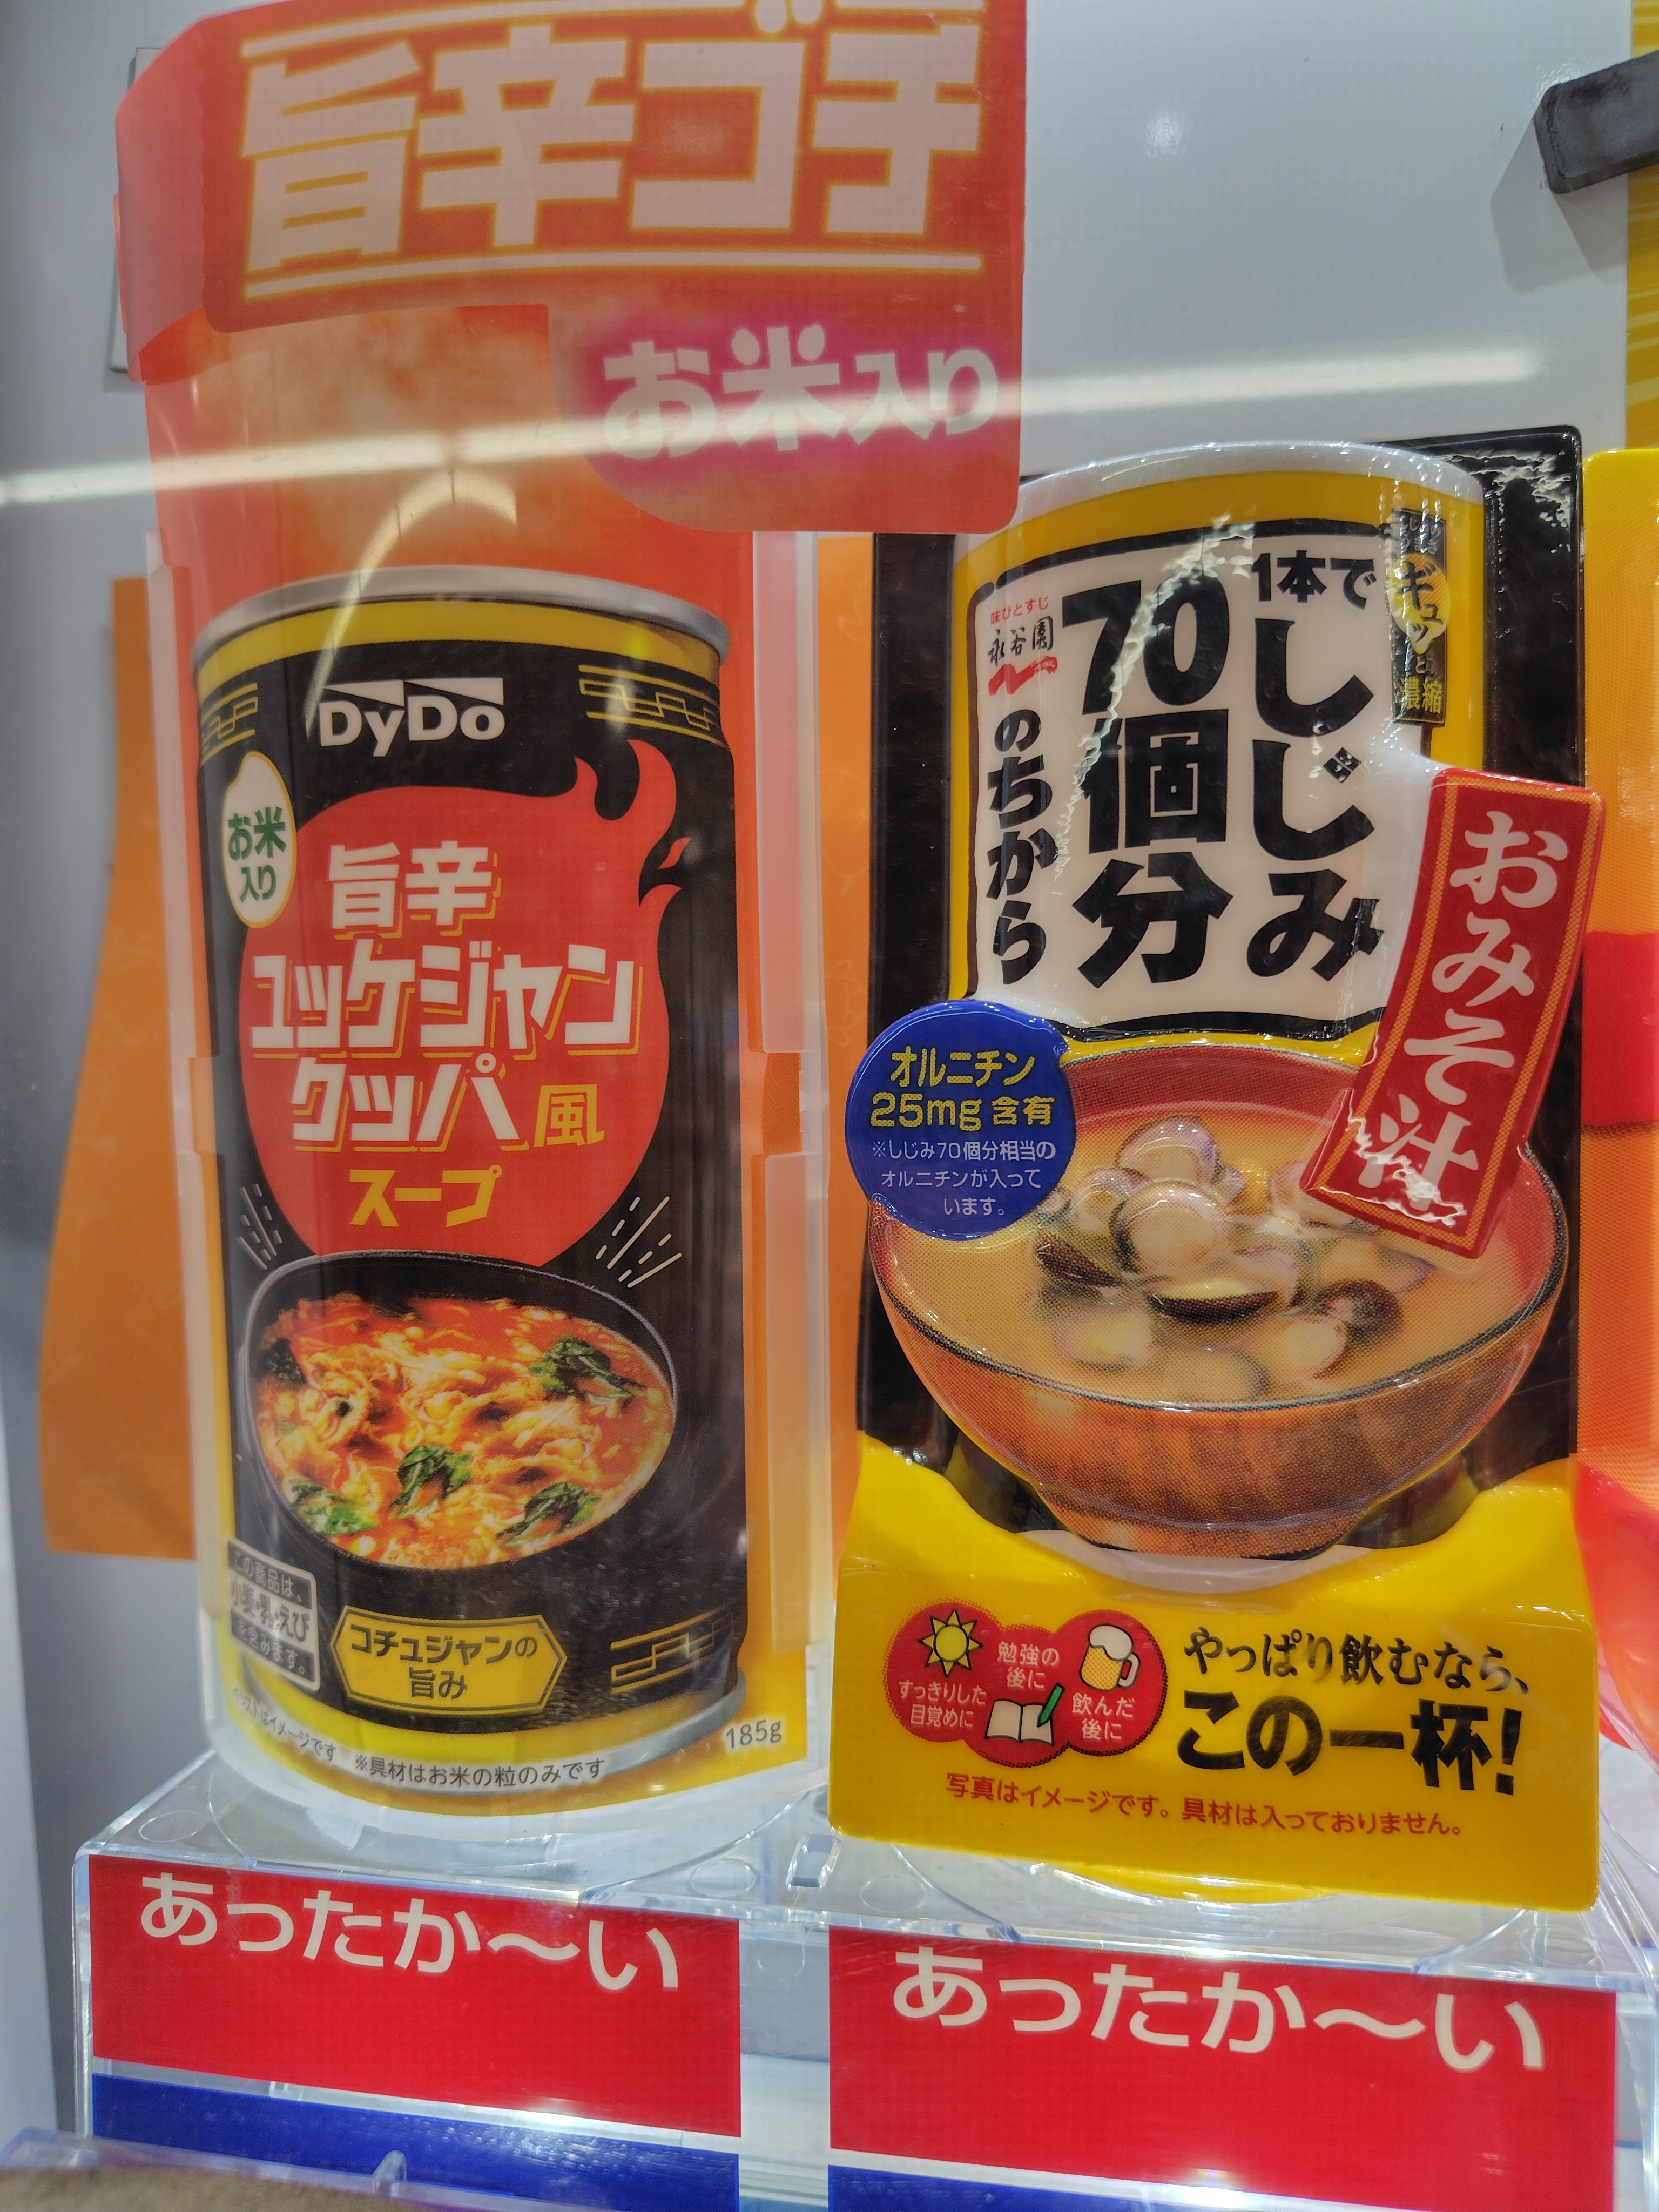 旨辛ゴチ
お米入り
DyDo
お米
入り
旨辛
ユッケジャン
クッパ風
スープ
この商品は、
小麦・乳・えび
を含みます。
コチュジャンの
旨み
185g
イラストはイメージです ※具材はお米の粒のみです
味ひとすじ
永谷園
1本で
しじみ
70個分
のちから
ギュッと濃縮
おみそ汁
オルニチン
25mg含有
※しじみ70個分相当の
オルニチンが入って
います。
すっきりした
目覚めに
勉強の
後に
飲んだ
後に
やっぱり飲むなら、
この一杯!
写真はイメージです。具材は入っておりません。
あったか〜い
あったか〜い